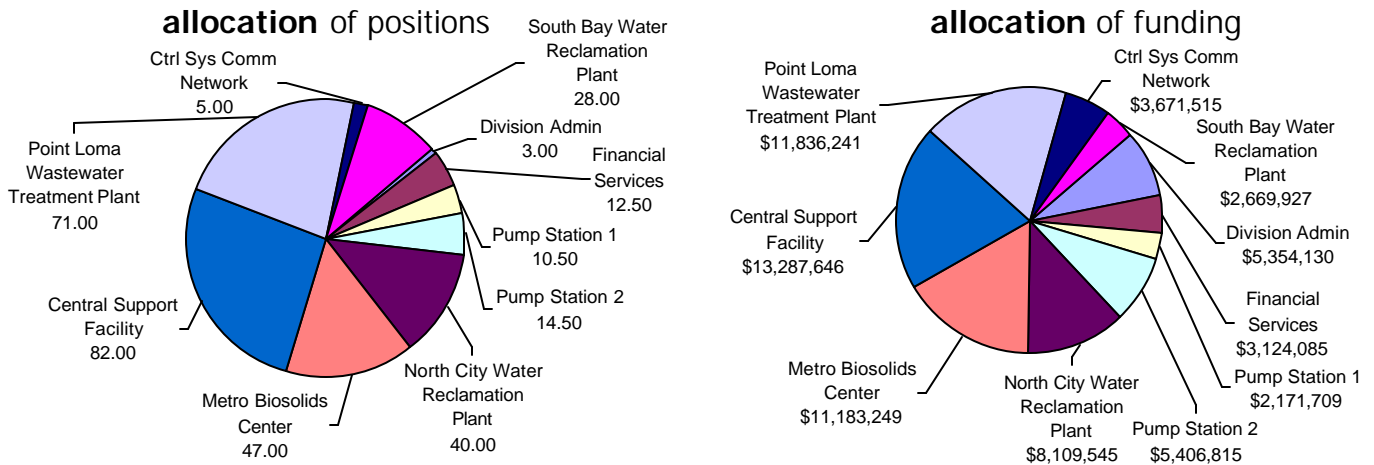 allocation of positions
Ctrl Sys Comm
Network
5.00
South Bay Water
Reclamation
Plant
28.00
Division Admin
3.00
Financial
Services
12.50
Pump Station 1
10.50
Pump Station 2
14.50
North City Water
Reclamation
Plant
40.00
Metro Biosolids
Center
47.00
Central Support
Facility
82.00
Point Loma
Wastewater
Treatment Plant
71.00
allocation of funding
Ctrl Sys Comm
Network
$3,671,515
South Bay Water
Reclamation
Plant
$2,669,927
Division Admin
$5,354,130
Financial
Services
$3,124,085
Pump Station 1
$2,171,709
Pump Station 2
$5,406,815
North City Water
Reclamation
Plant
$8,109,545
Metro Biosolids
Center
$11,183,249
Central Support
Facility
$13,287,646
Point Loma
Wastewater
Treatment Plant
$11,836,241